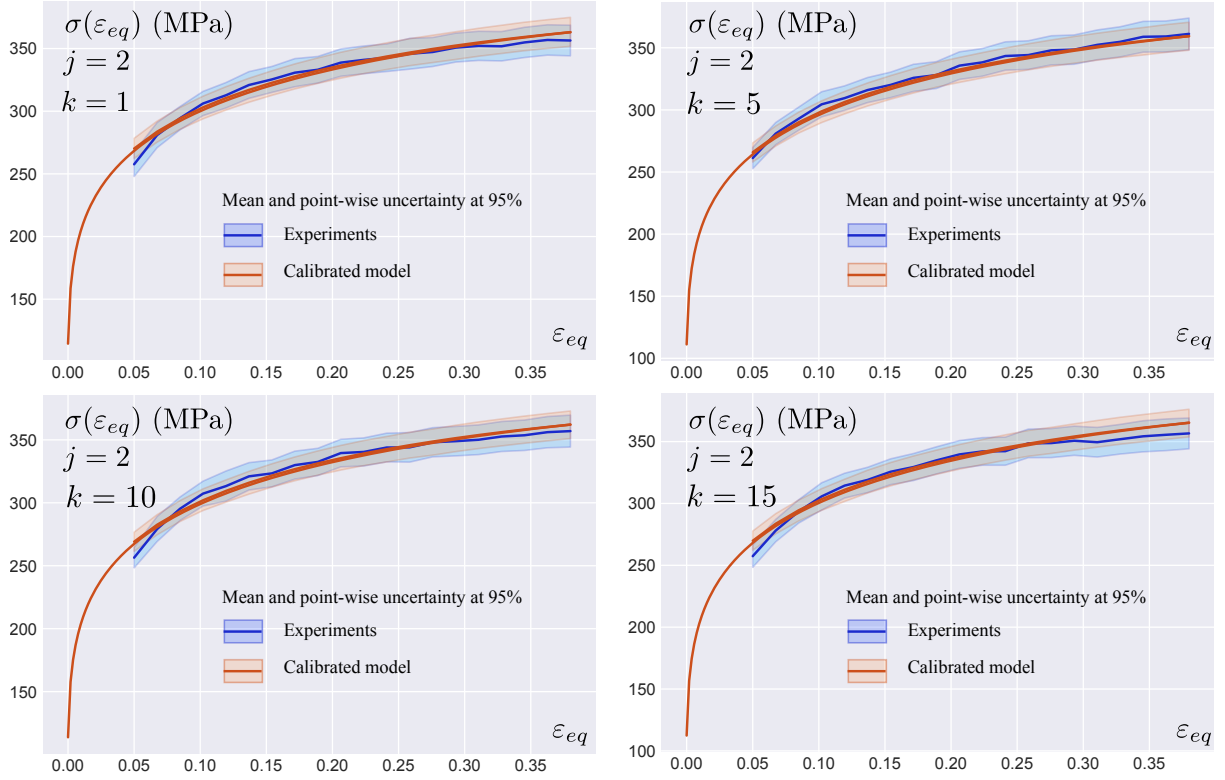 σ(ε_eq) (MPa)
j = 2
k = 1
350
300
250
200
150
Mean and point-wise uncertainty at 95%
Experiments
Calibrated model
ε_eq
0.00 0.05 0.10 0.15 0.20 0.25 0.30 0.35
σ(ε_eq) (MPa)
j = 2
k = 5
350
300
250
200
150
100
Mean and point-wise uncertainty at 95%
Experiments
Calibrated model
ε_eq
0.00 0.05 0.10 0.15 0.20 0.25 0.30 0.35
σ(ε_eq) (MPa)
j = 2
k = 10
350
300
250
200
150
Mean and point-wise uncertainty at 95%
Experiments
Calibrated model
ε_eq
0.00 0.05 0.10 0.15 0.20 0.25 0.30 0.35
σ(ε_eq) (MPa)
j = 2
k = 15
350
300
250
200
150
100
Mean and point-wise uncertainty at 95%
Experiments
Calibrated model
ε_eq
0.00 0.05 0.10 0.15 0.20 0.25 0.30 0.35